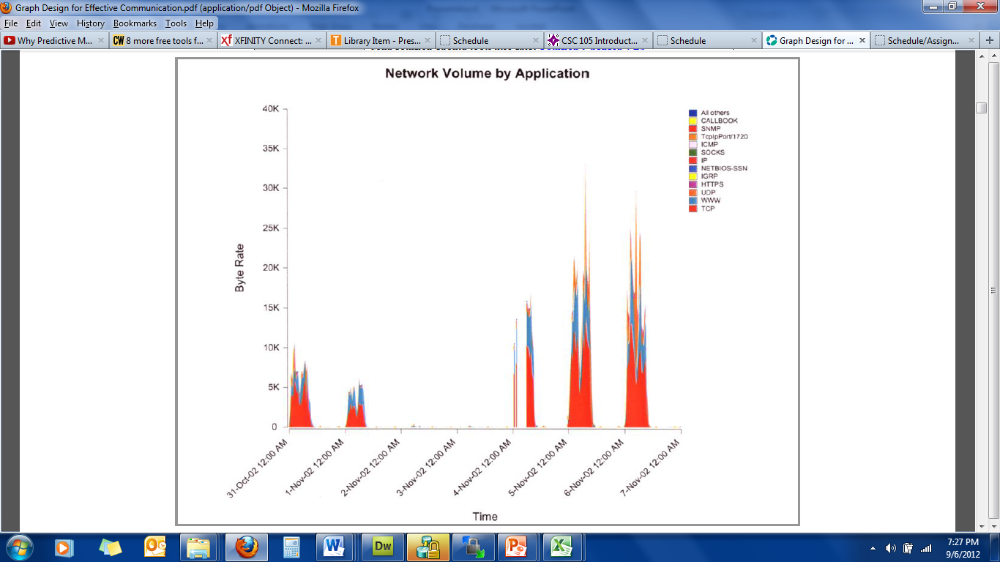 Graph Design for Effective Communication.pdf (application/pdf Object) - Mozilla Firefox
File Edit View History Bookmarks Tools Help
Why Predictive M... 8 more free tools f... XFINITY Connect: ... Library Item - Pres... Schedule CSC 105 Introduct... Schedule Graph Design for ... Schedule/Assign...
Network Volume by Application
40K
35K
30K
25K
20K
15K
10K
5K
0
Byte Rate
All others
CALLBOOK
SNMP
TcpIpPort/1720
ICMP
SOCKS
IP
NETBIOS-SSN
IGRP
HTTPS
UDP
WWW
TCP
31-Oct-02 12:00 AM
1-Nov-02 12:00 AM
2-Nov-02 12:00 AM
3-Nov-02 12:00 AM
4-Nov-02 12:00 AM
5-Nov-02 12:00 AM
6-Nov-02 12:00 AM
7-Nov-02 12:00 AM
Time
7:27 PM
9/6/2012